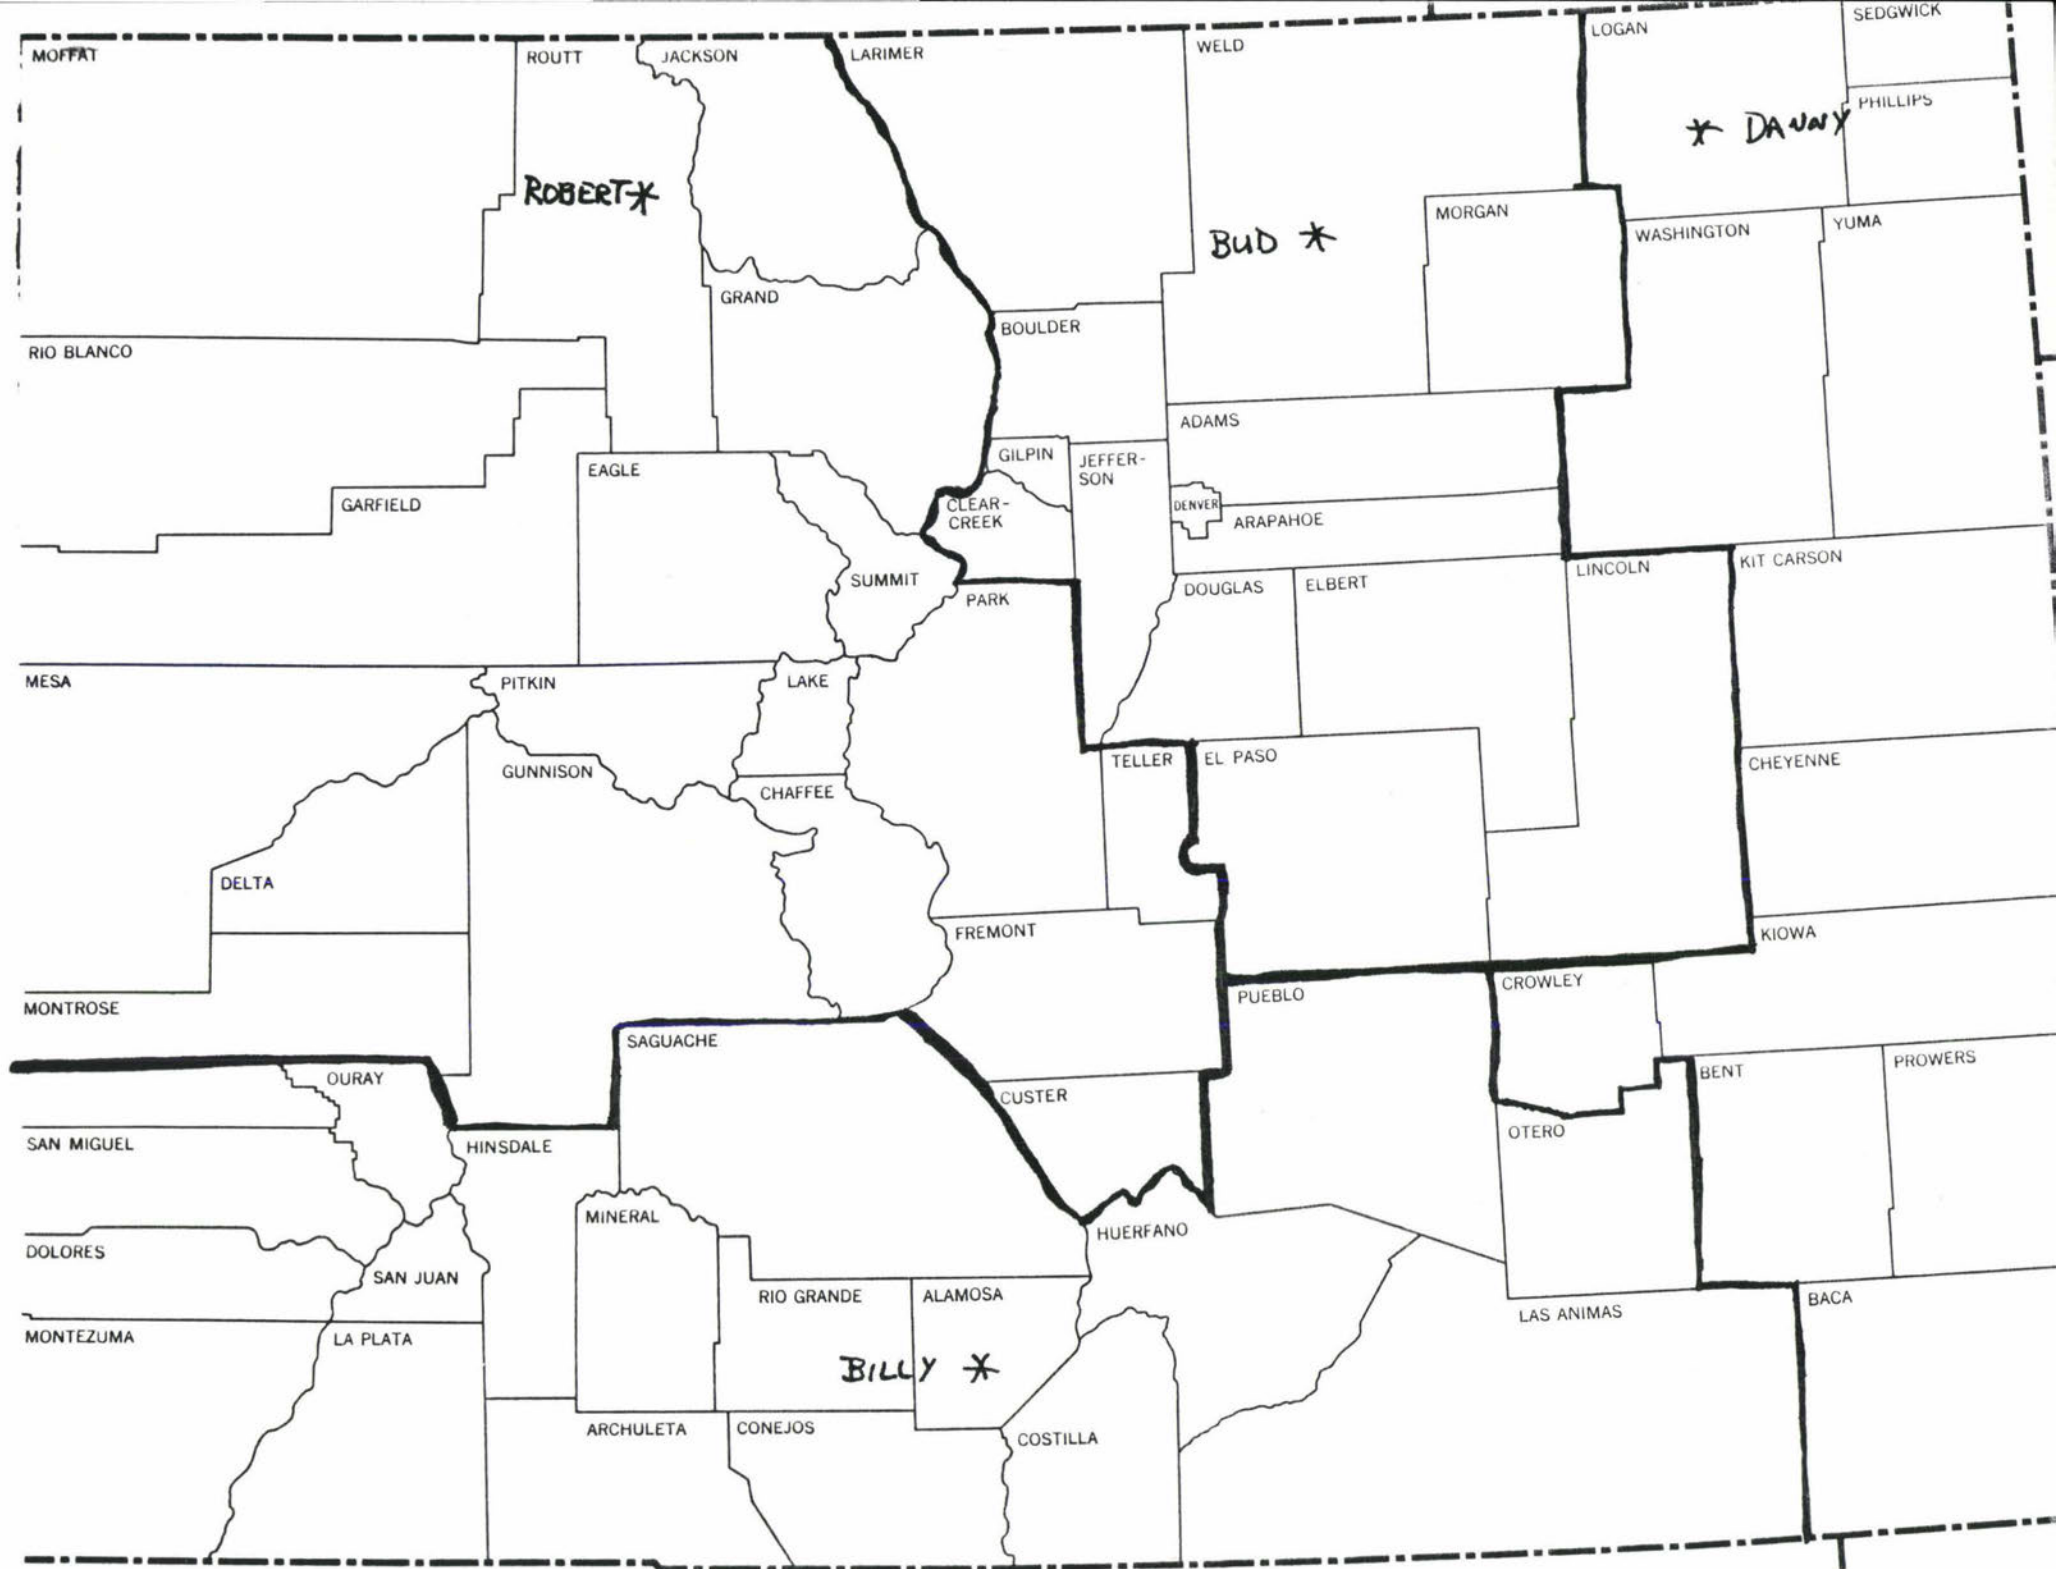 MOFFAT
ROUTT
JACKSON
LARIMER
WELD
LOGAN
SEDGWICK
PHILLIPS
* DANNY
ROBERT*
BUD *
MORGAN
WASHINGTON
YUMA
GRAND
BOULDER
RIO BLANCO
ADAMS
GILPIN
JEFFER-
SON
EAGLE
GARFIELD
CLEAR-
CREEK
DENVER
ARAPAHOE
SUMMIT
PARK
DOUGLAS
ELBERT
LINCOLN
KIT CARSON
MESA
PITKIN
LAKE
GUNNISON
CHAFFEE
TELLER
EL PASO
CHEYENNE
DELTA
FREMONT
KIOWA
MONTROSE
PUEBLO
CROWLEY
SAGUACHE
OURAY
CUSTER
BENT
PROWERS
SAN MIGUEL
HINSDALE
OTERO
MINERAL
HUERFANO
DOLORES
SAN JUAN
RIO GRANDE
ALAMOSA
LAS ANIMAS
BACA
MONTEZUMA
LA PLATA
BILLY *
ARCHULETA
CONEJOS
COSTILLA